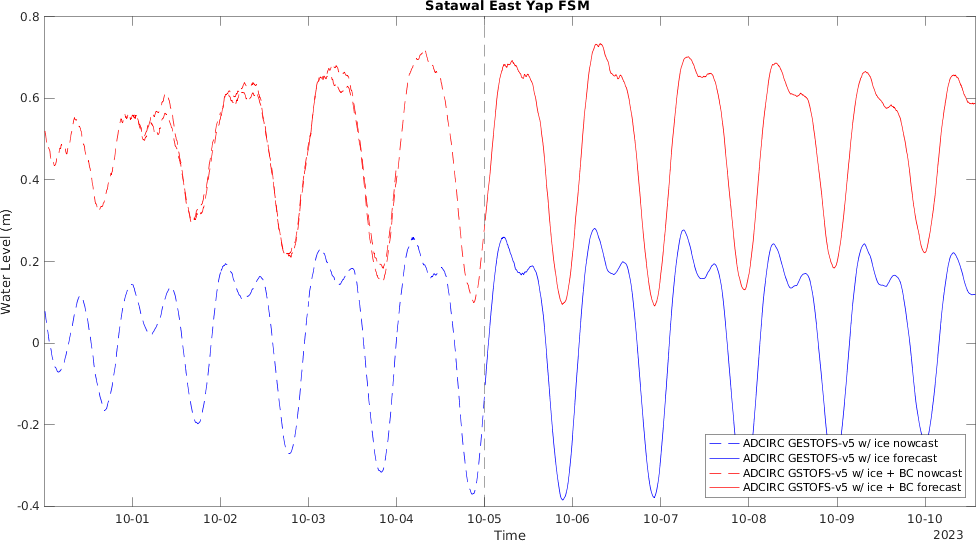 Satawal East Yap FSM
0.8
0.6
0.4
0.2
0
-0.2
-0.4
Water Level (m)
10-01
10-02
10-03
10-04
10-05
10-06
10-07
10-08
10-09
10-10
Time
2023
ADCIRC GESTOFS-v5 w/ ice nowcast
ADCIRC GESTOFS-v5 w/ ice forecast
ADCIRC GSTOFS-v5 w/ ice + BC nowcast
ADCIRC GSTOFS-v5 w/ ice + BC forecast